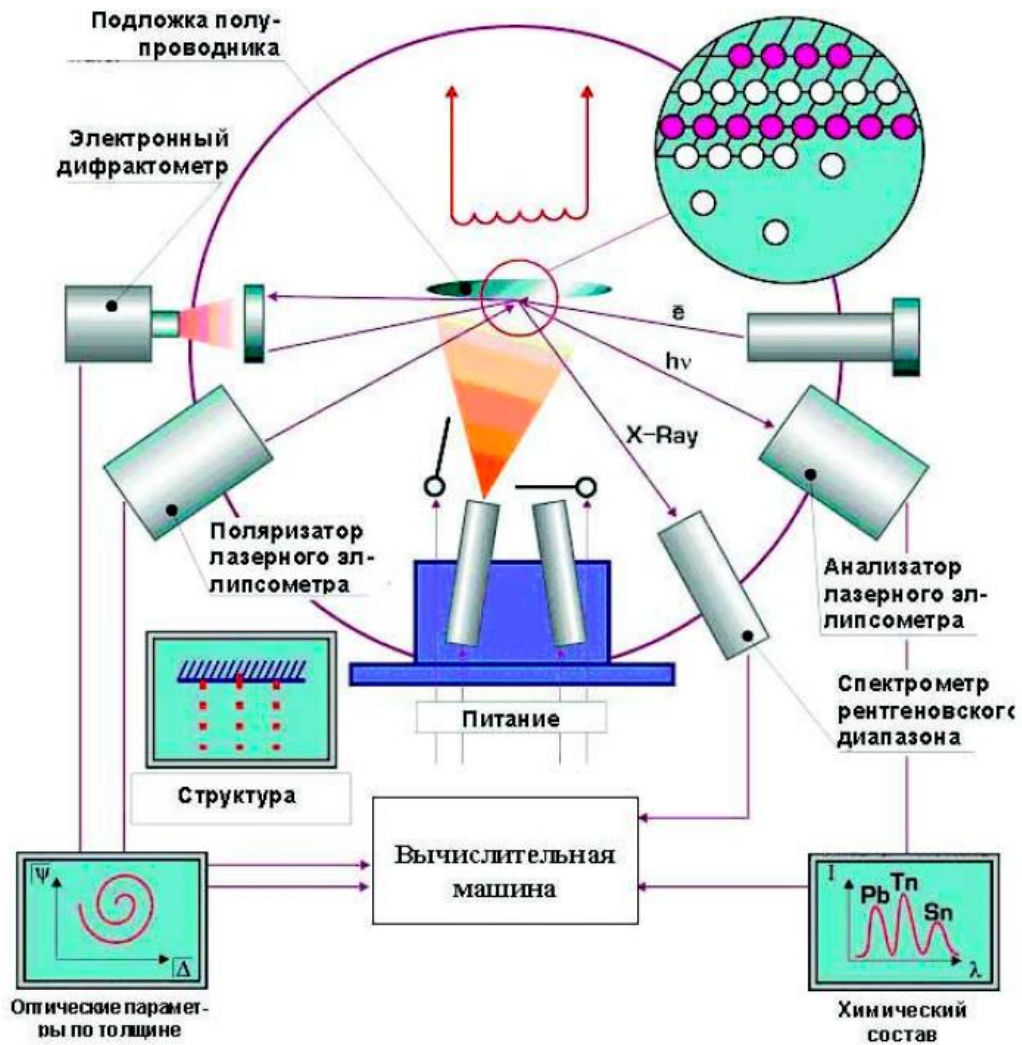 Подложка полу-
проводника
Электронный
дифрактометр
ē
hν
X-Ray
Поляризатор
лазерного эл-
липсометра
Анализатор
лазерного эл-
липсометра
Спектрометр
рентгеновского
диапазона
Питание
Структура
Вычислительная
машина
Ψ
Δ
I
Pb
Tn
Sn
λ
Оптические парамет-
ры по толщине
Химический
состав